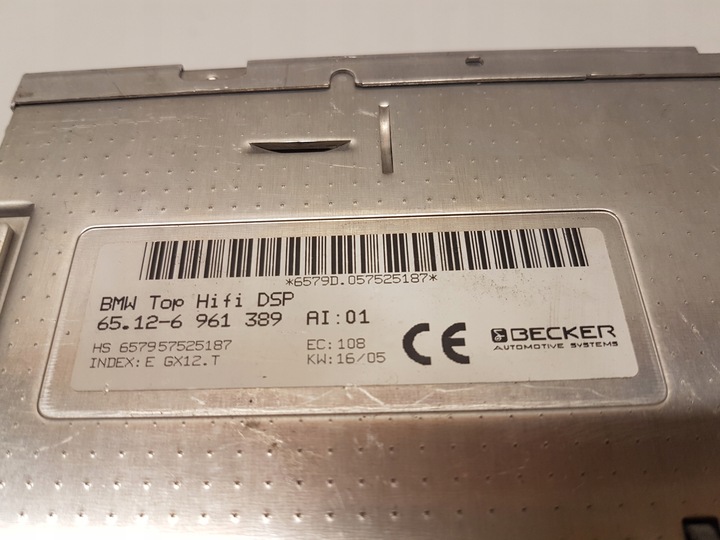 *6579D.057525187*
BMW Top Hifi DSP
65.12-6 961 389 AI:01
HS 657957525187 EC:108
INDEX:E GX12.T KW:16/05
CE
BECKER
AUTOMOTIVE SYSTEMS